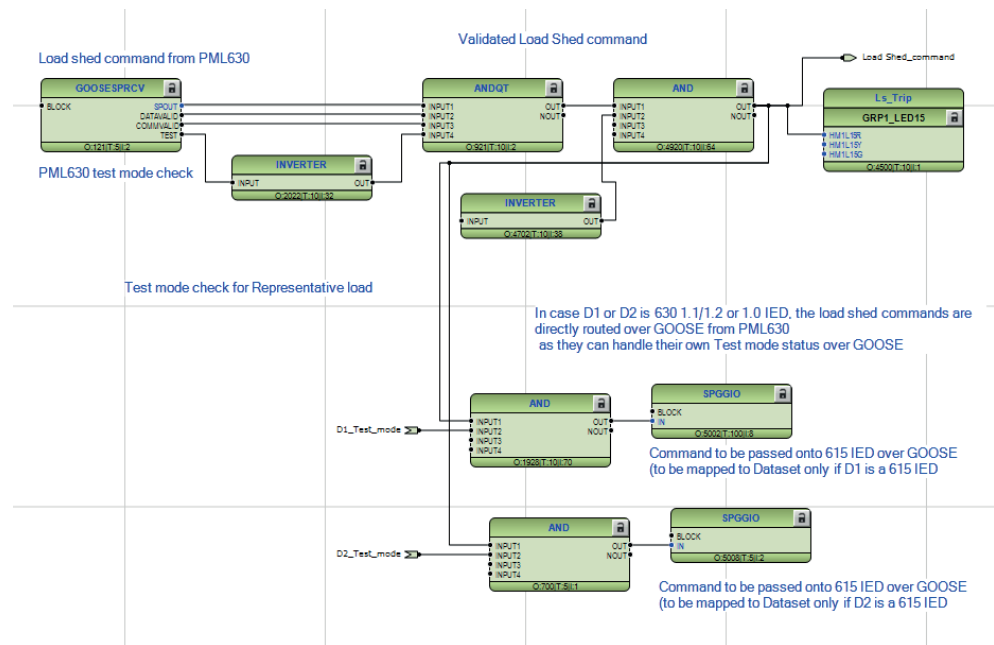 Validated Load Shed command
Load shed command from PML630
Load Shed_command
GOOSESPRCV
BLOCK
SPOUT
DATAVALID
COMMVALID
TEST
O:121|T:5|I:2
ANDQT
INPUT1
INPUT2
INPUT3
INPUT4
OUT
NOUT
O:921|T:10|I:2
AND
INPUT1
INPUT2
INPUT3
INPUT4
OUT
NOUT
O:4920|T:10|I:64
Ls_Trip
GRP1_LED15
HM1L15R
HM1L15Y
HM1L15G
O:4500|T:10|I:1
PML630 test mode check
INVERTER
INPUT
OUT
O:2022|T:10|I:32
INVERTER
INPUT
OUT
O:4702|T:10|I:38
Test mode check for Representative load
In case D1 or D2 is 630 1.1/1.2 or 1.0 IED, the load shed commands are
directly routed over GOOSE from PML630
as they can handle their own Test mode status over GOOSE
D1_Test_mode
AND
INPUT1
INPUT2
INPUT3
INPUT4
OUT
NOUT
O:1928|T:10|I:70
SPGGIO
BLOCK
IN
O:5002|T:100|I:8
Command to be passed onto 615 IED over GOOSE
(to be mapped to Dataset only if D1 is a 615 IED
D2_Test_mode
AND
INPUT1
INPUT2
INPUT3
INPUT4
OUT
NOUT
O:700|T:5|I:1
SPGGIO
BLOCK
IN
O:5008|T:5|I:2
Command to be passed onto 615 IED over GOOSE
(to be mapped to Dataset only if D2 is a 615 IED